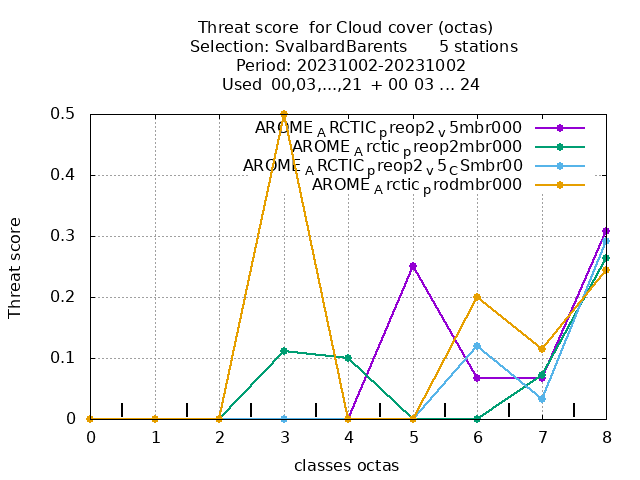 Threat score  for Cloud cover (octas)
Selection: SvalbardBarents      5 stations
Period: 20231002-20231002
Used  00,03,...,21  + 00 03 ... 24
AROME_ARCTIC_preop2_v5mbr000
AROME_Arctic_preop2mbr000
AROME_ARCTIC_preop2_v5_CSmbr00
AROME_Arctic_prodmbr000
0.5
0.4
0.3
0.2
0.1
0
Threat score
0 1 2 3 4 5 6 7 8
classes octas